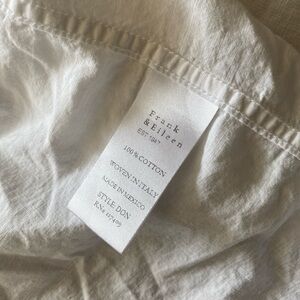 Frank
& Eileen
EST. 1947
100% COTTON
WOVEN IN ITALY
MADE IN MEXICO
STYLE DON